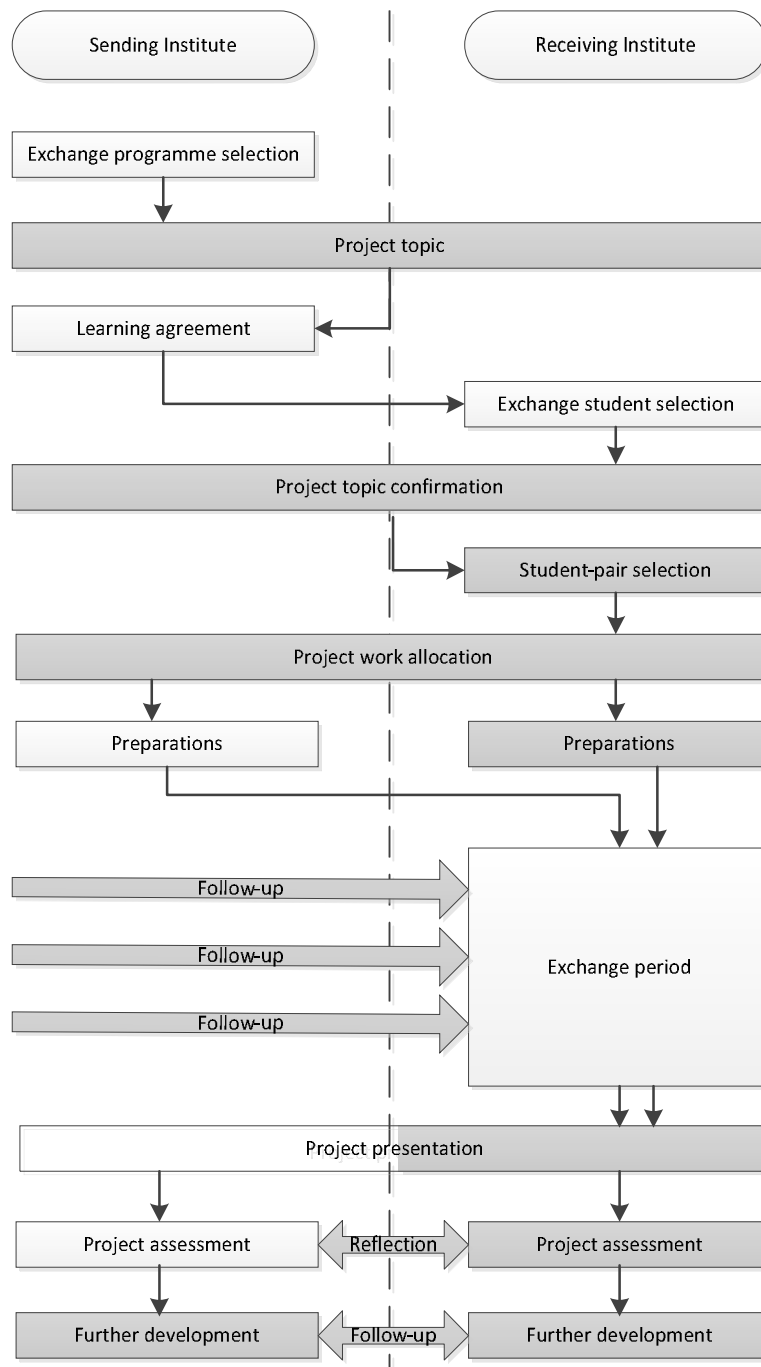 Sending Institute
Receiving Institute
Exchange programme selection
Project topic
Learning agreement
Exchange student selection
Project topic confirmation
Student-pair selection
Project work allocation
Preparations
Preparations
Follow-up
Follow-up
Exchange period
Follow-up
Project presentation
Project assessment
Reflection
Project assessment
Further development
Follow-up
Further development